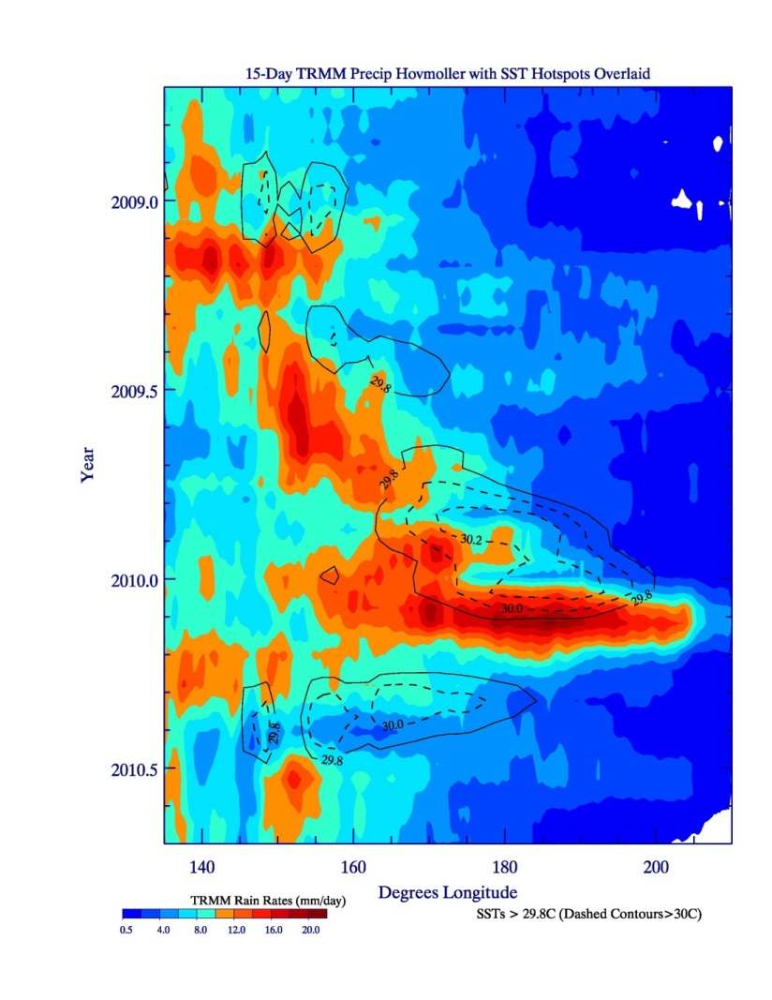 15-Day TRMM Precip Hovmoller with SST Hotspots Overlaid
2009.0
29.8
2009.5
Year
29.8
30.2
2010.0
29.8
30.0
29.8
30.0
29.8
2010.5
140 160 180 200
Degrees Longitude
TRMM Rain Rates (mm/day)
SSTs > 29.8C (Dashed Contours>30C)
0.5 4.0 8.0 12.0 16.0 20.0